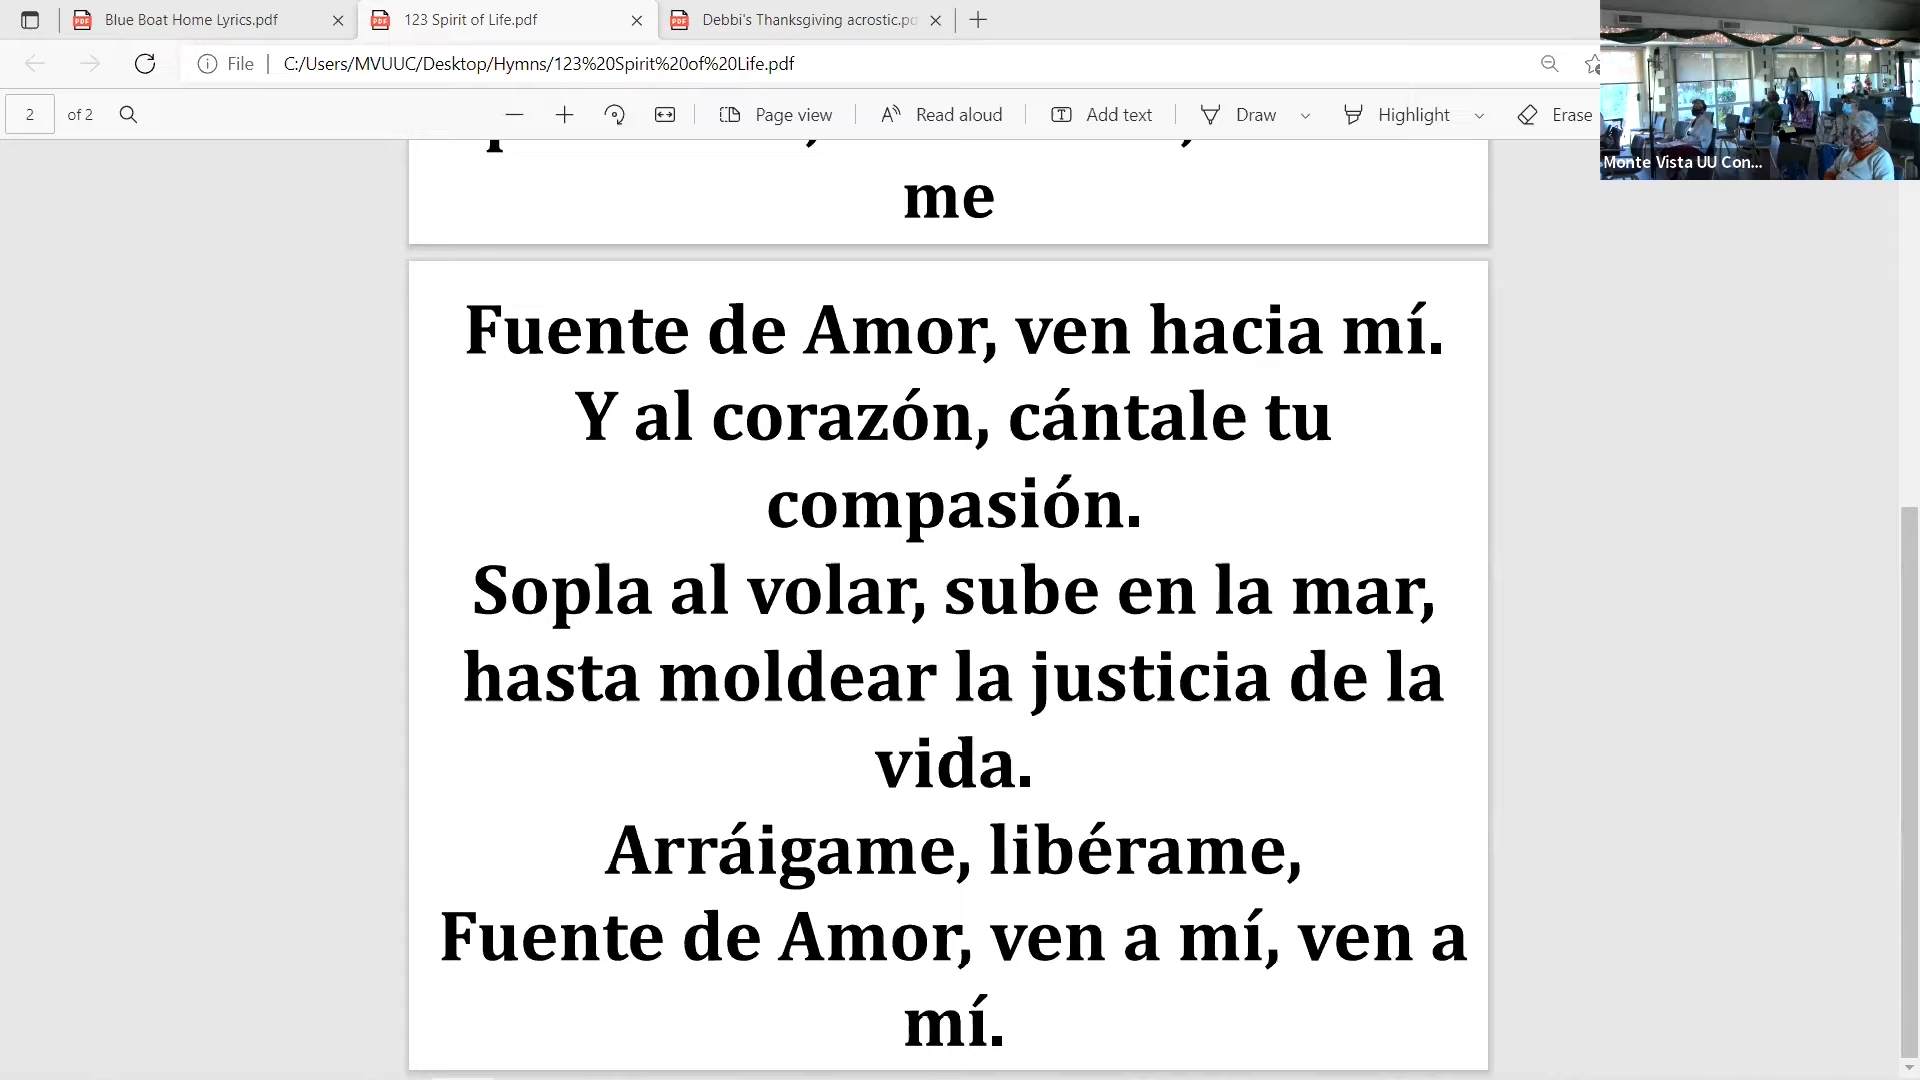 Blue Boat Home Lyrics.pdf
123 Spirit of Life.pdf
Debbi's Thanksgiving acrostic.pd
File
C:/Users/MVUUC/Desktop/Hymns/123%20Spirit%20of%20Life.pdf
2 of 2
Page view
Read aloud
Add text
Draw
Highlight
Erase
Monte Vista UU Con...
me
Fuente de Amor, ven hacia mí.
Y al corazón, cántale tu
compasión.
Sopla al volar, sube en la mar,
hasta moldear la justicia de la
vida.
Arráigame, libérame,
Fuente de Amor, ven a mí, ven a
mí.